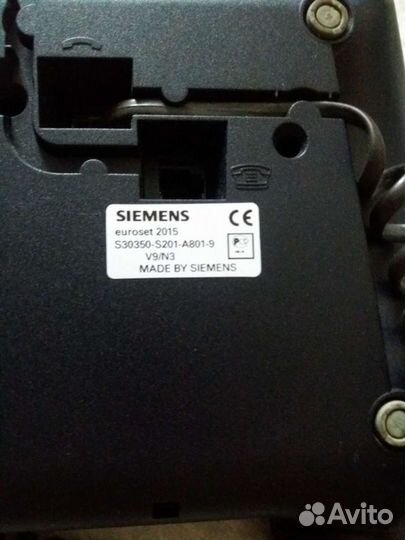 SIEMENS
euroset 2015
S30350-S201-A801-9
V9/N3
MADE BY SIEMENS
CE
Avito